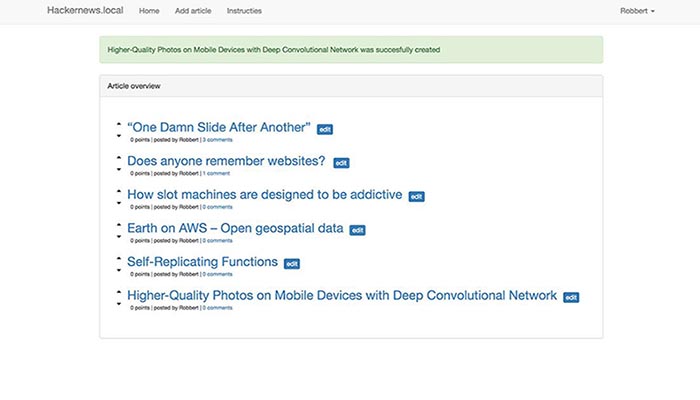 Hackernews.local Home Add article Instructies Robbert
Higher-Quality Photos on Mobile Devices with Deep Convolutional Network was succesfully created
Article overview
“One Damn Slide After Another” edit
0 points | posted by Robbert | 3 comments
Does anyone remember websites? edit
0 points | posted by Robbert | 1 comment
How slot machines are designed to be addictive edit
0 points | posted by Robbert | 0 comments
Earth on AWS – Open geospatial data edit
0 points | posted by Robbert | 0 comments
Self-Replicating Functions edit
0 points | posted by Robbert | 0 comments
Higher-Quality Photos on Mobile Devices with Deep Convolutional Network edit
0 points | posted by Robbert | 0 comments